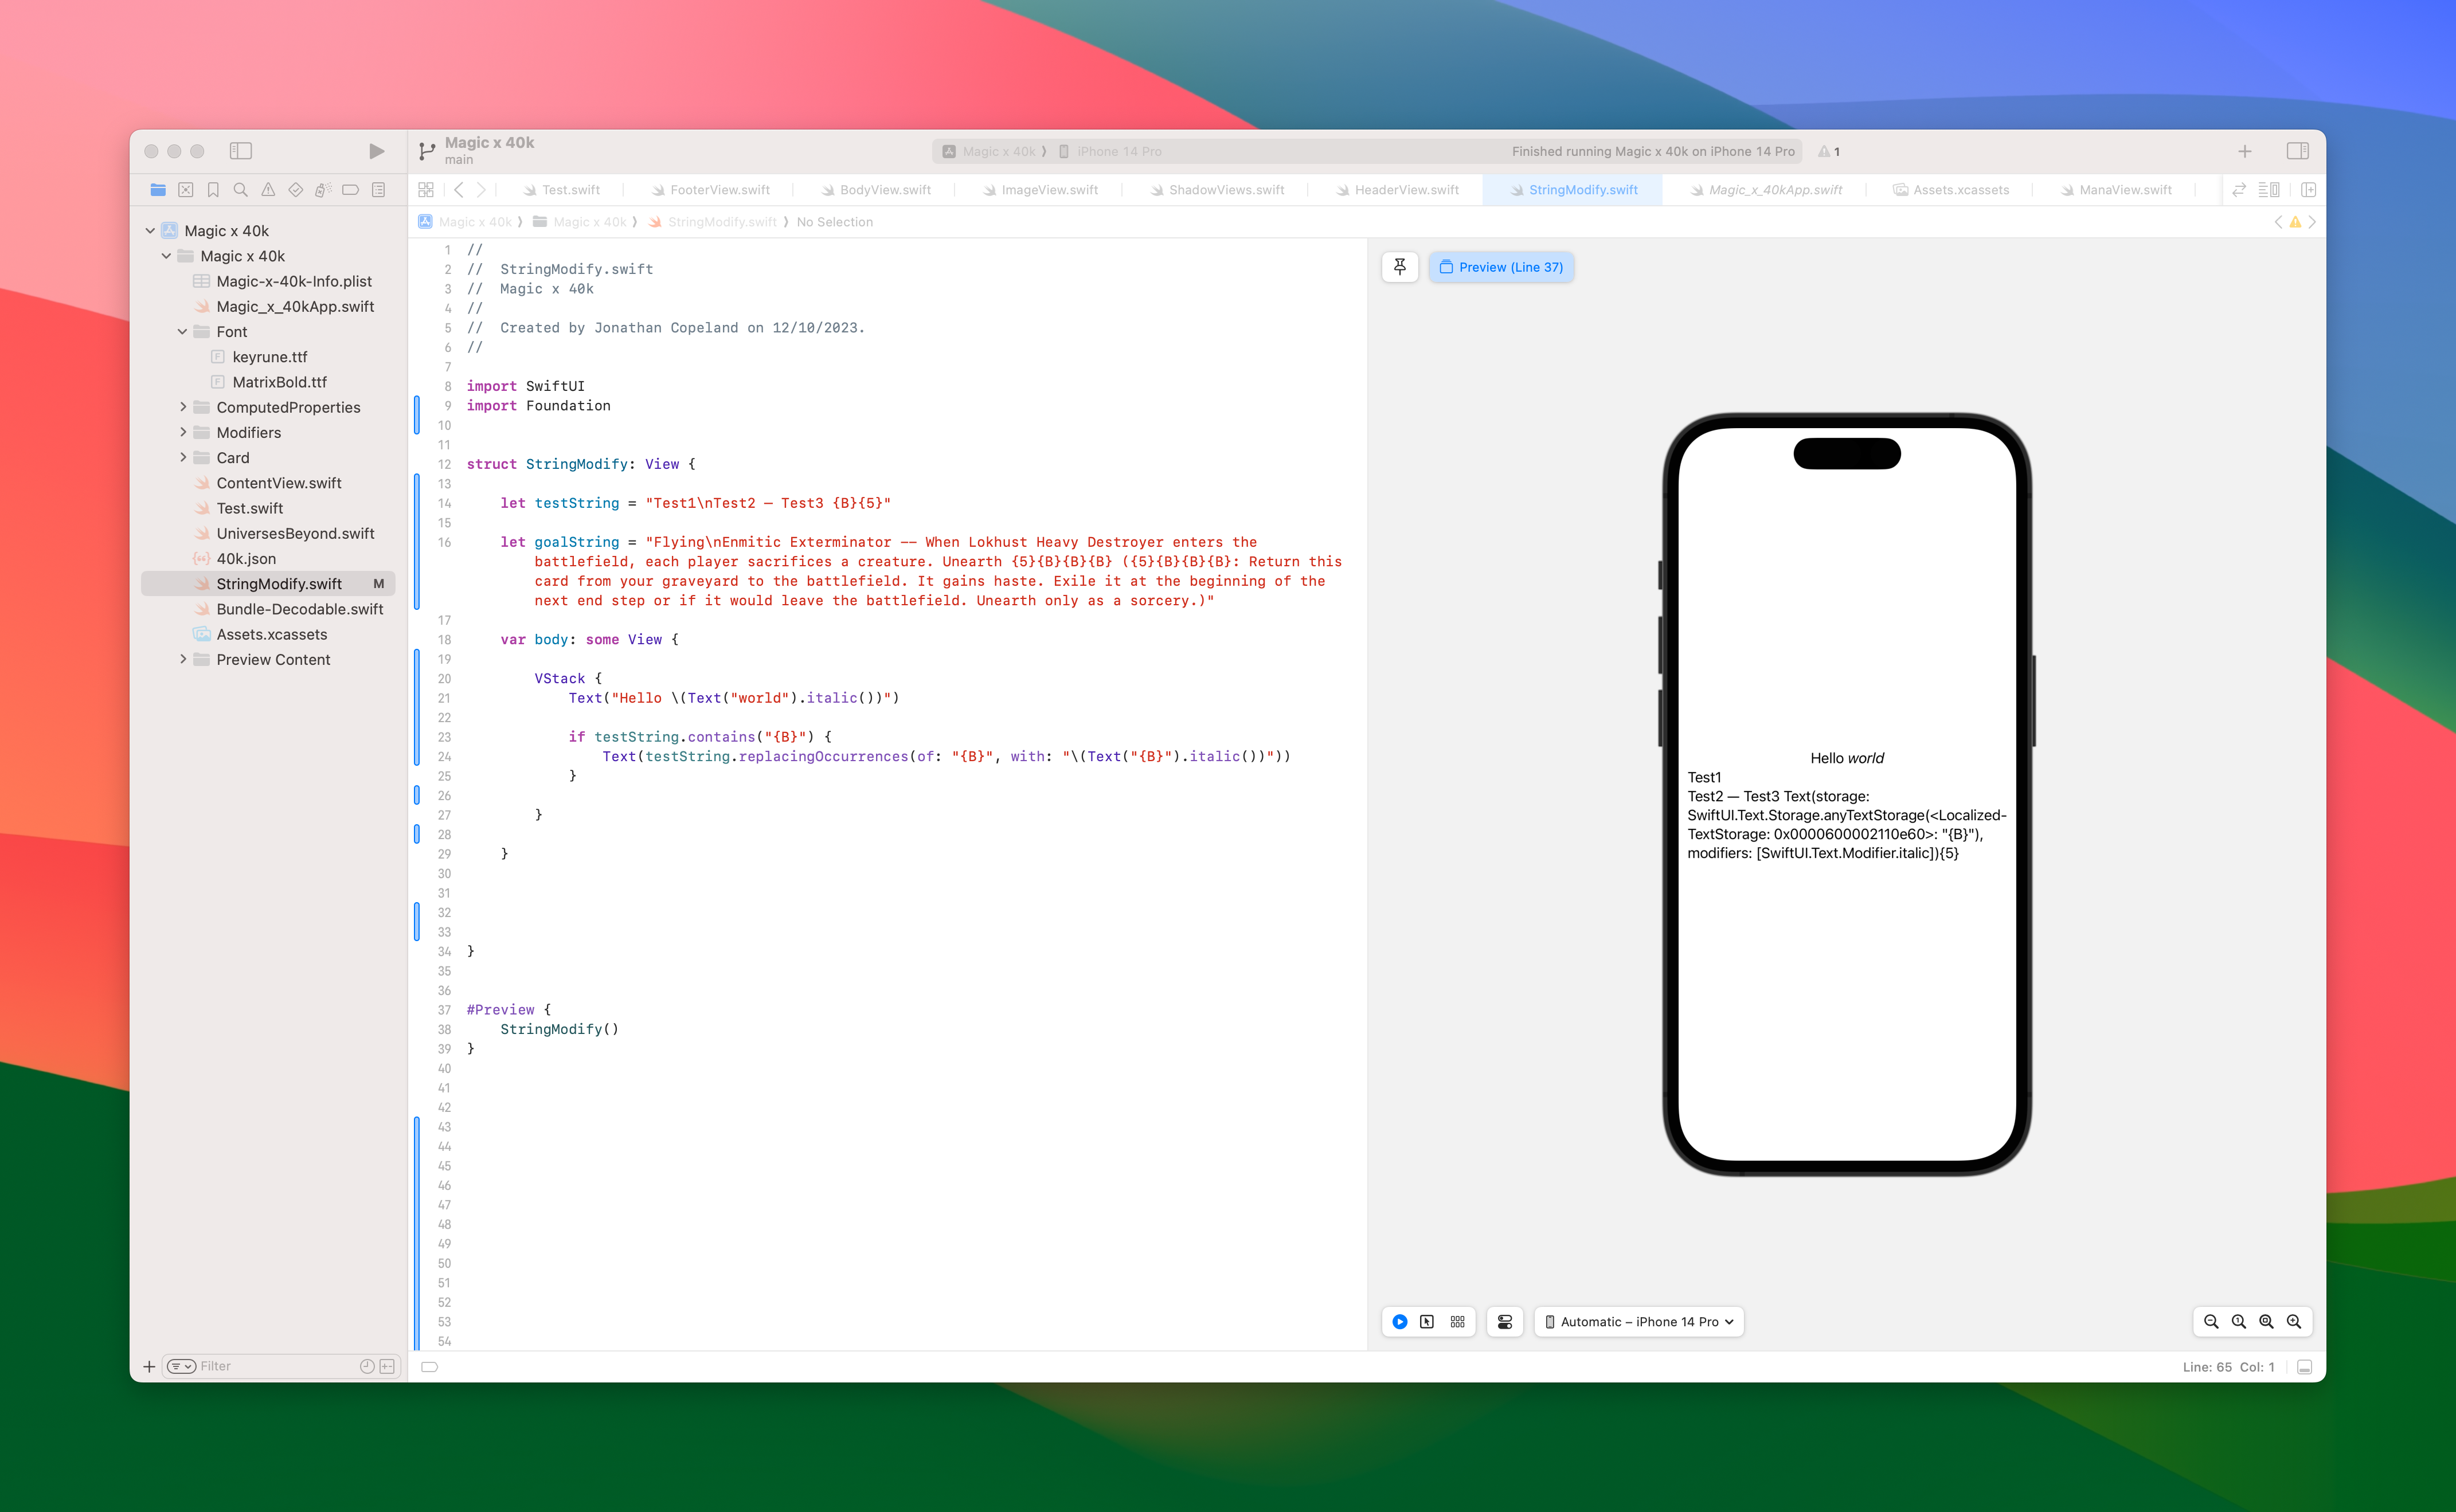 Magic x 40k
main
Magic x 40k ⟩ iPhone 14 Pro
Finished running Magic x 40k on iPhone 14 Pro
1
Test.swift
FooterView.swift
BodyView.swift
ImageView.swift
ShadowViews.swift
HeaderView.swift
StringModify.swift
Magic_x_40kApp.swift
Assets.xcassets
ManaView.swift
Magic x 40k ⟩ Magic x 40k ⟩ StringModify.swift ⟩ No Selection
Magic x 40k
Magic x 40k
Magic-x-40k-Info.plist
Magic_x_40kApp.swift
Font
keyrune.ttf
MatrixBold.ttf
ComputedProperties
Modifiers
Card
ContentView.swift
Test.swift
UniversesBeyond.swift
40k.json
StringModify.swift M
Bundle-Decodable.swift
Assets.xcassets
Preview Content
Filter
1 //
2 //  StringModify.swift
3 //  Magic x 40k
4 //
5 //  Created by Jonathan Copeland on 12/10/2023.
6 //
7
8 import SwiftUI
9 import Foundation
10
11
12 struct StringModify: View {
13
14     let testString = "Test1\nTest2 — Test3 {B}{5}"
15
16     let goalString = "Flying\nEnmitic Exterminator -— When Lokhust Heavy Destroyer enters the
battlefield, each player sacrifices a creature. Unearth {5}{B}{B}{B} ({5}{B}{B}{B}: Return this
card from your graveyard to the battlefield. It gains haste. Exile it at the beginning of the
next end step or if it would leave the battlefield. Unearth only as a sorcery.)"
17
18     var body: some View {
19
20         VStack {
21             Text("Hello \(Text("world").italic())")
22
23             if testString.contains("{B}") {
24                 Text(testString.replacingOccurrences(of: "{B}", with: "\(Text("{B}").italic())"))
25             }
26
27         }
28
29     }
30
31
32
33
34 }
35
36
37 #Preview {
38     StringModify()
39 }
40
41
42
43
44
45
46
47
48
49
50
51
52
53
54
Preview (Line 37)
Hello world
Test1
Test2 — Test3 Text(storage:
SwiftUI.Text.Storage.anyTextStorage(<Localized-
TextStorage: 0x0000600002110e60>: "{B}"),
modifiers: [SwiftUI.Text.Modifier.italic]){5}
Automatic – iPhone 14 Pro
Line: 65  Col: 1